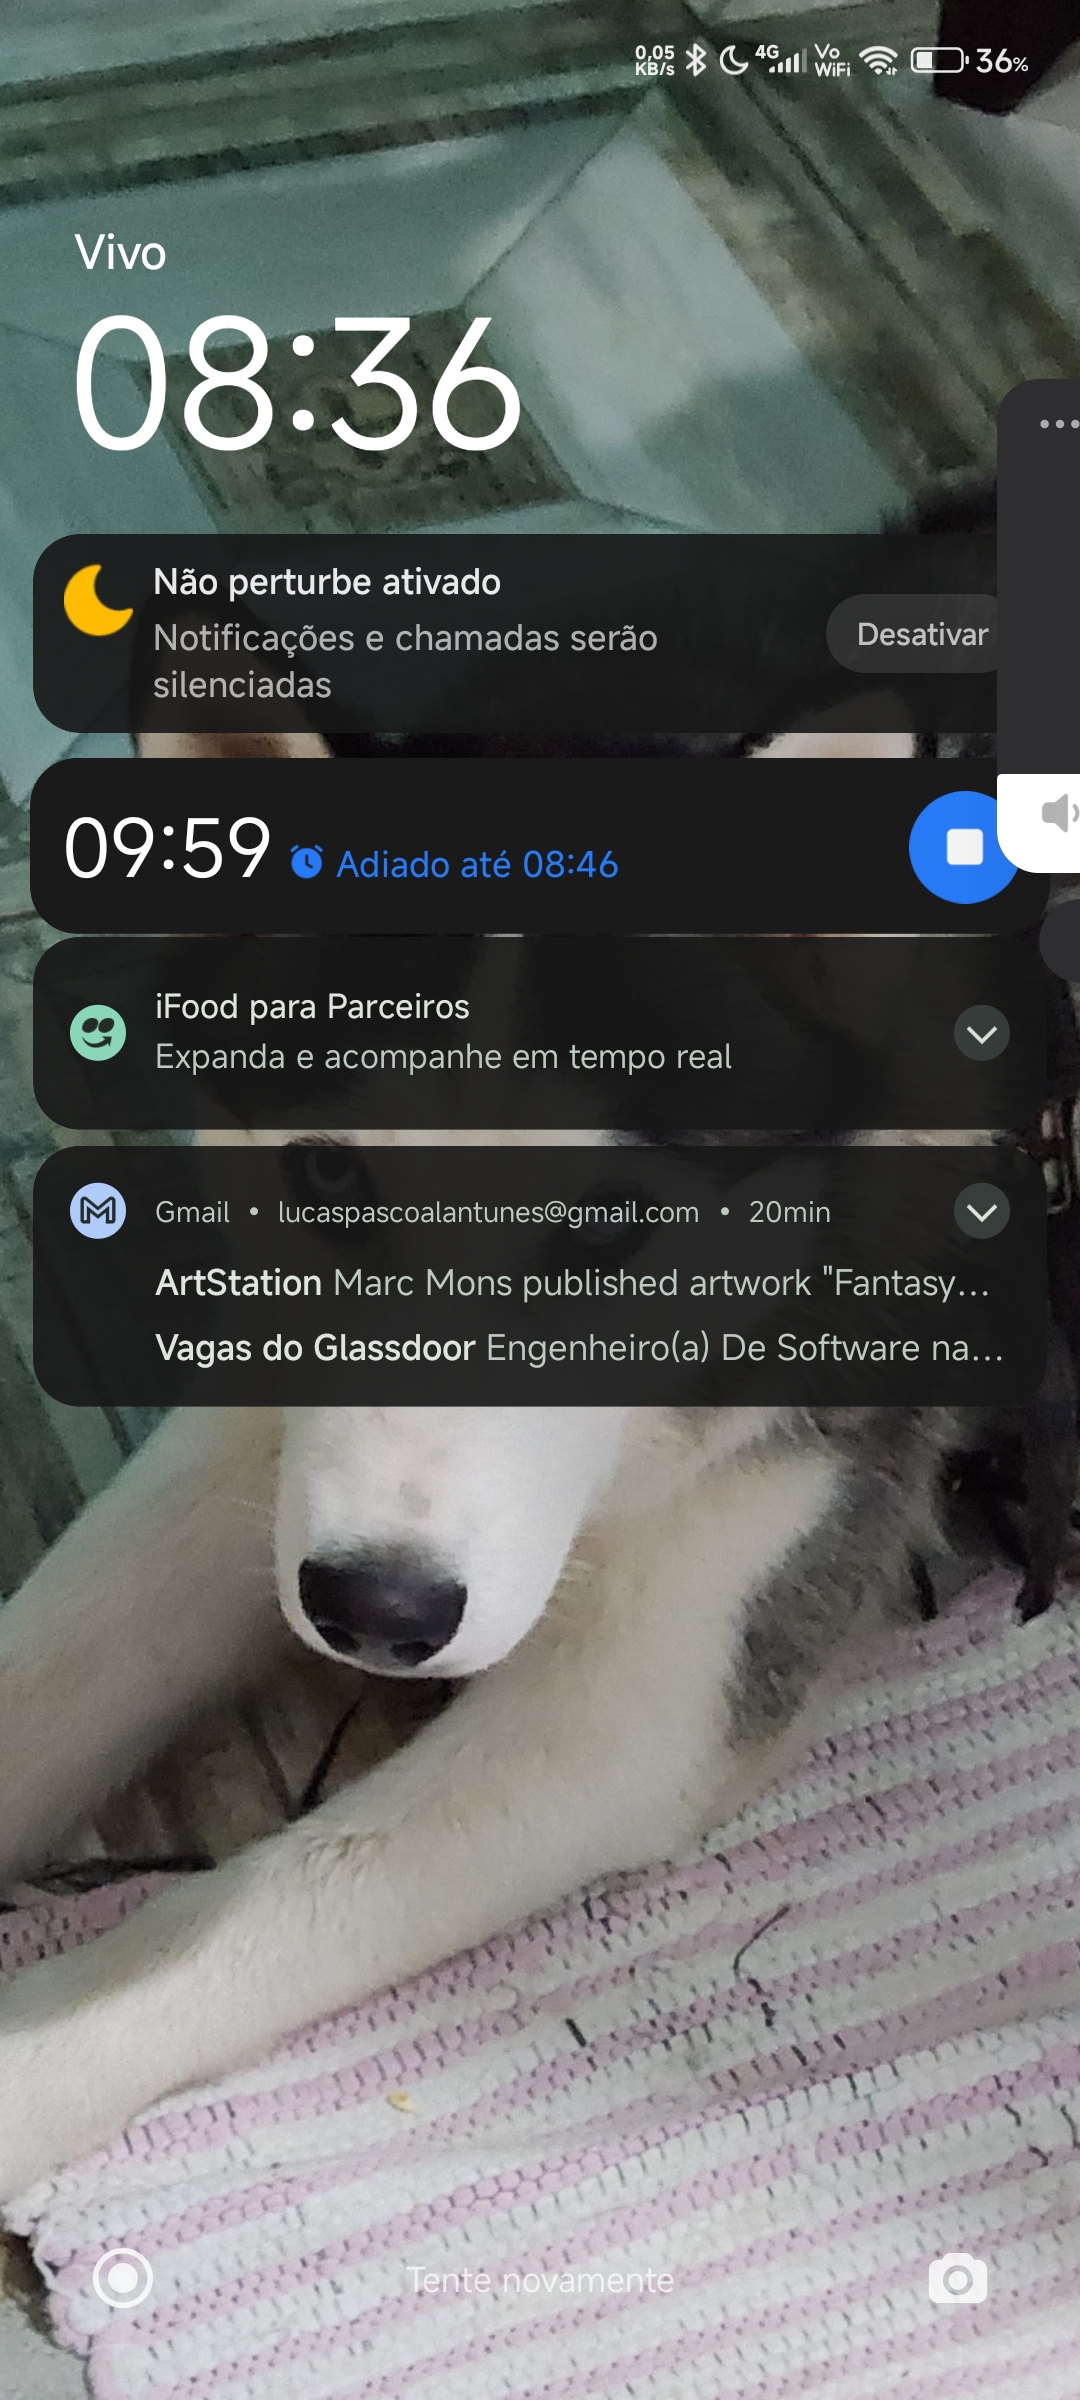 0,05
KB/s
4G
Vo
WiFi
36%
Vivo
08:36
Não perturbe ativado
Notificações e chamadas serão
silenciadas
Desativar
09:59 Adiado até 08:46
iFood para Parceiros
Expanda e acompanhe em tempo real
Gmail • lucaspascoalantunes@gmail.com • 20min
ArtStation Marc Mons published artwork "Fantasy...
Vagas do Glassdoor Engenheiro(a) De Software na...
Tente novamente